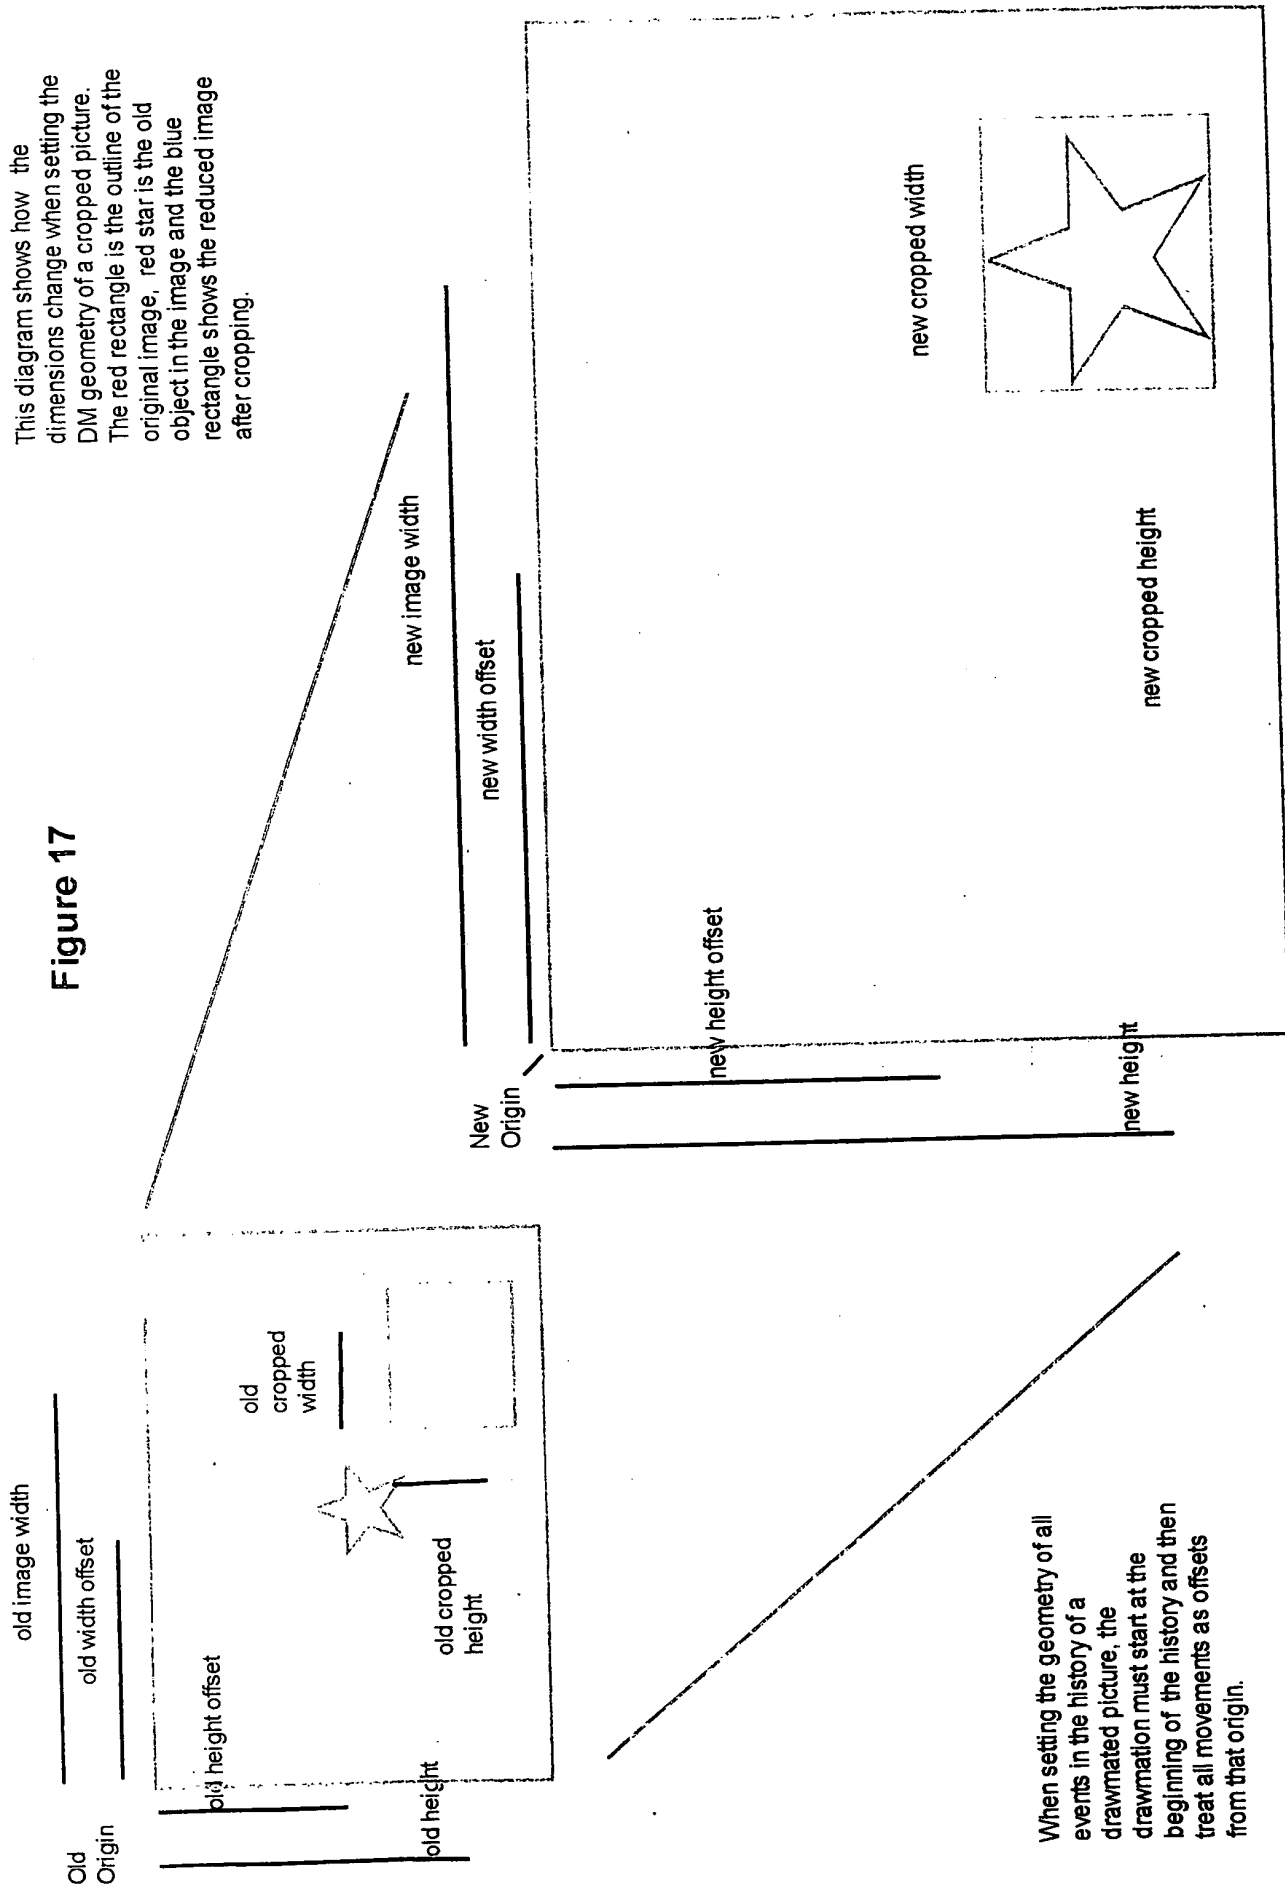 Figure 17
This diagram shows how the
dimensions change when setting the
DM geometry of a cropped picture.
The red rectangle is the outline of the
original image, red star is the old
object in the image and the blue
rectangle shows the reduced image
after cropping.
old image width
old width offset
Old
Origin
old height offset
old height
old
cropped
width
old cropped
height
new image width
new width offset
New
Origin
new height offset
new height
new cropped width
new cropped height
When setting the geometry of all
events in the history of a
drawmated picture, the
drawmation must start at the
beginning of the history and then
treat all movements as offsets
from that origin.